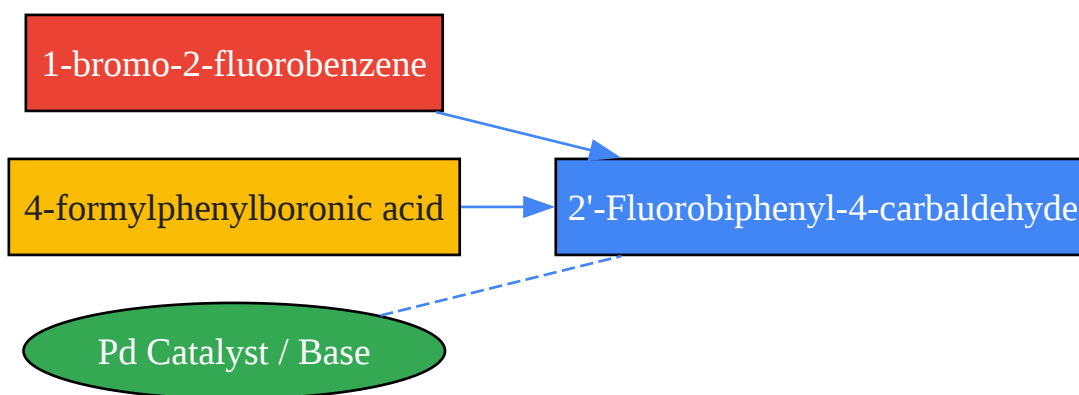 1-bromo-2-fluorobenzene
4-formylphenylboronic acid
2'-Fluorobiphenyl-4-carbaldehyde
Pd Catalyst / Base